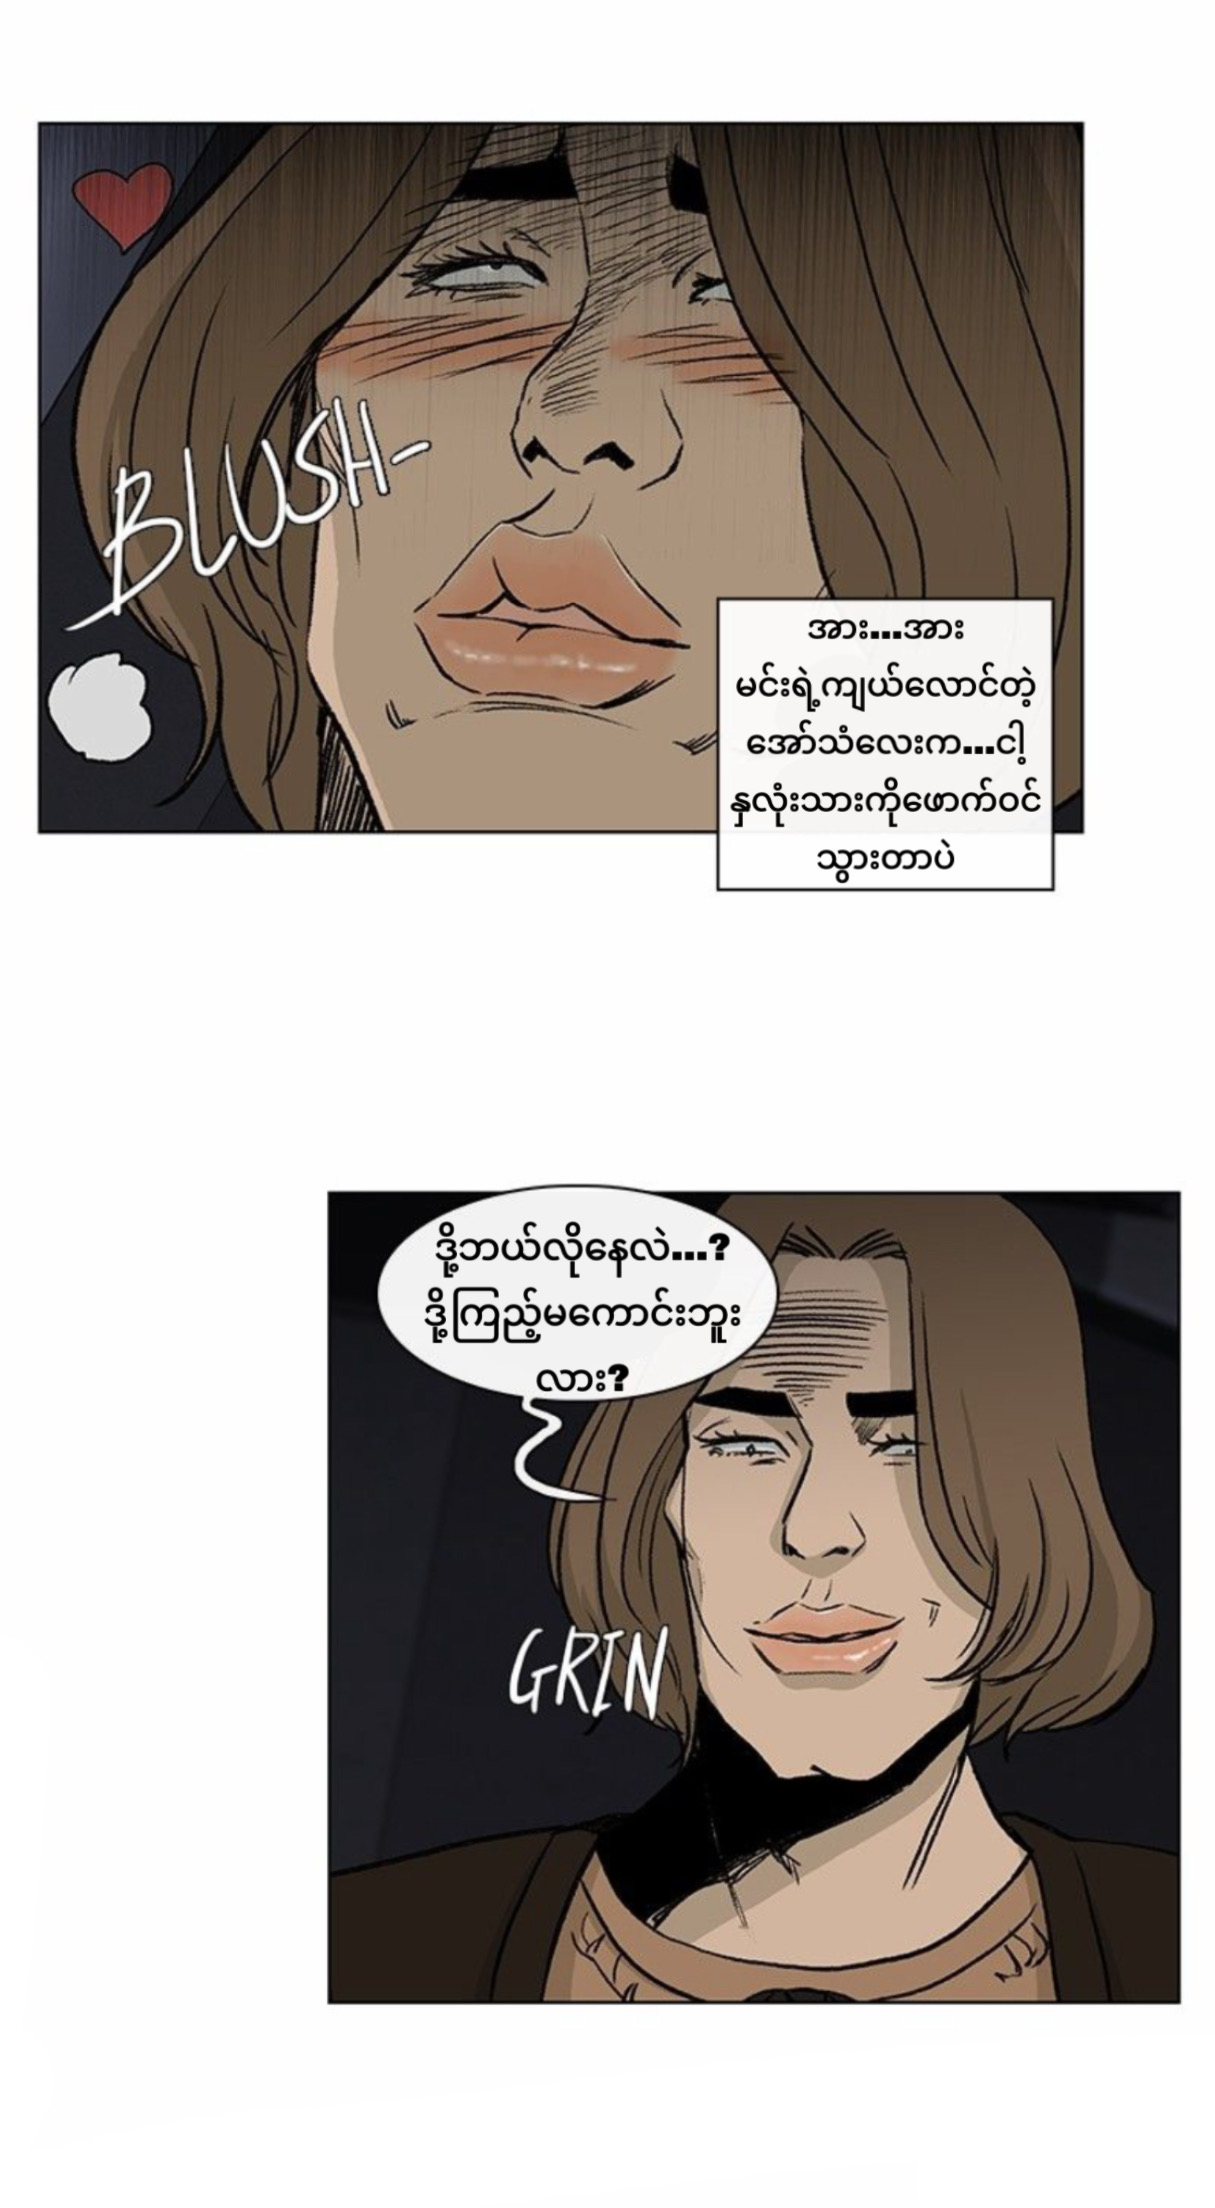 BLUSH-
အား...အား
မင်းရဲ့ကျယ်လောင်တဲ့
အော်သံလေးက...ငါ့
နှလုံးသားကိုဖောက်ဝင်
သွားတာပဲ
ဒို့ဘယ်လိုနေလဲ...?
ဒို့ကြည့်မကောင်းဘူး
လား?
GRIN